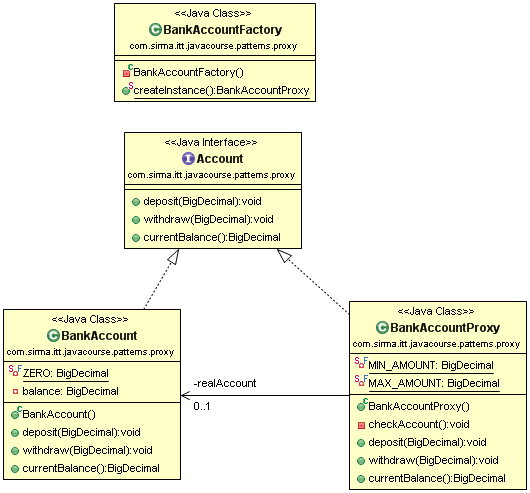 <<Java Class>>
BankAccountFactory
com.sirma.itt.javacourse.patterns.proxy
BankAccountFactory()
createInstance():BankAccountProxy
<<Java Interface>>
Account
com.sirma.itt.javacourse.patterns.proxy
deposit(BigDecimal):void
withdraw(BigDecimal):void
currentBalance():BigDecimal
<<Java Class>>
BankAccount
com.sirma.itt.javacourse.patterns.proxy
ZERO: BigDecimal
balance: BigDecimal
BankAccount()
deposit(BigDecimal):void
withdraw(BigDecimal):void
currentBalance():BigDecimal
-realAccount
0..1
<<Java Class>>
BankAccountProxy
com.sirma.itt.javacourse.patterns.proxy
MIN_AMOUNT: BigDecimal
MAX_AMOUNT: BigDecimal
BankAccountProxy()
checkAccount():void
deposit(BigDecimal):void
withdraw(BigDecimal):void
currentBalance():BigDecimal